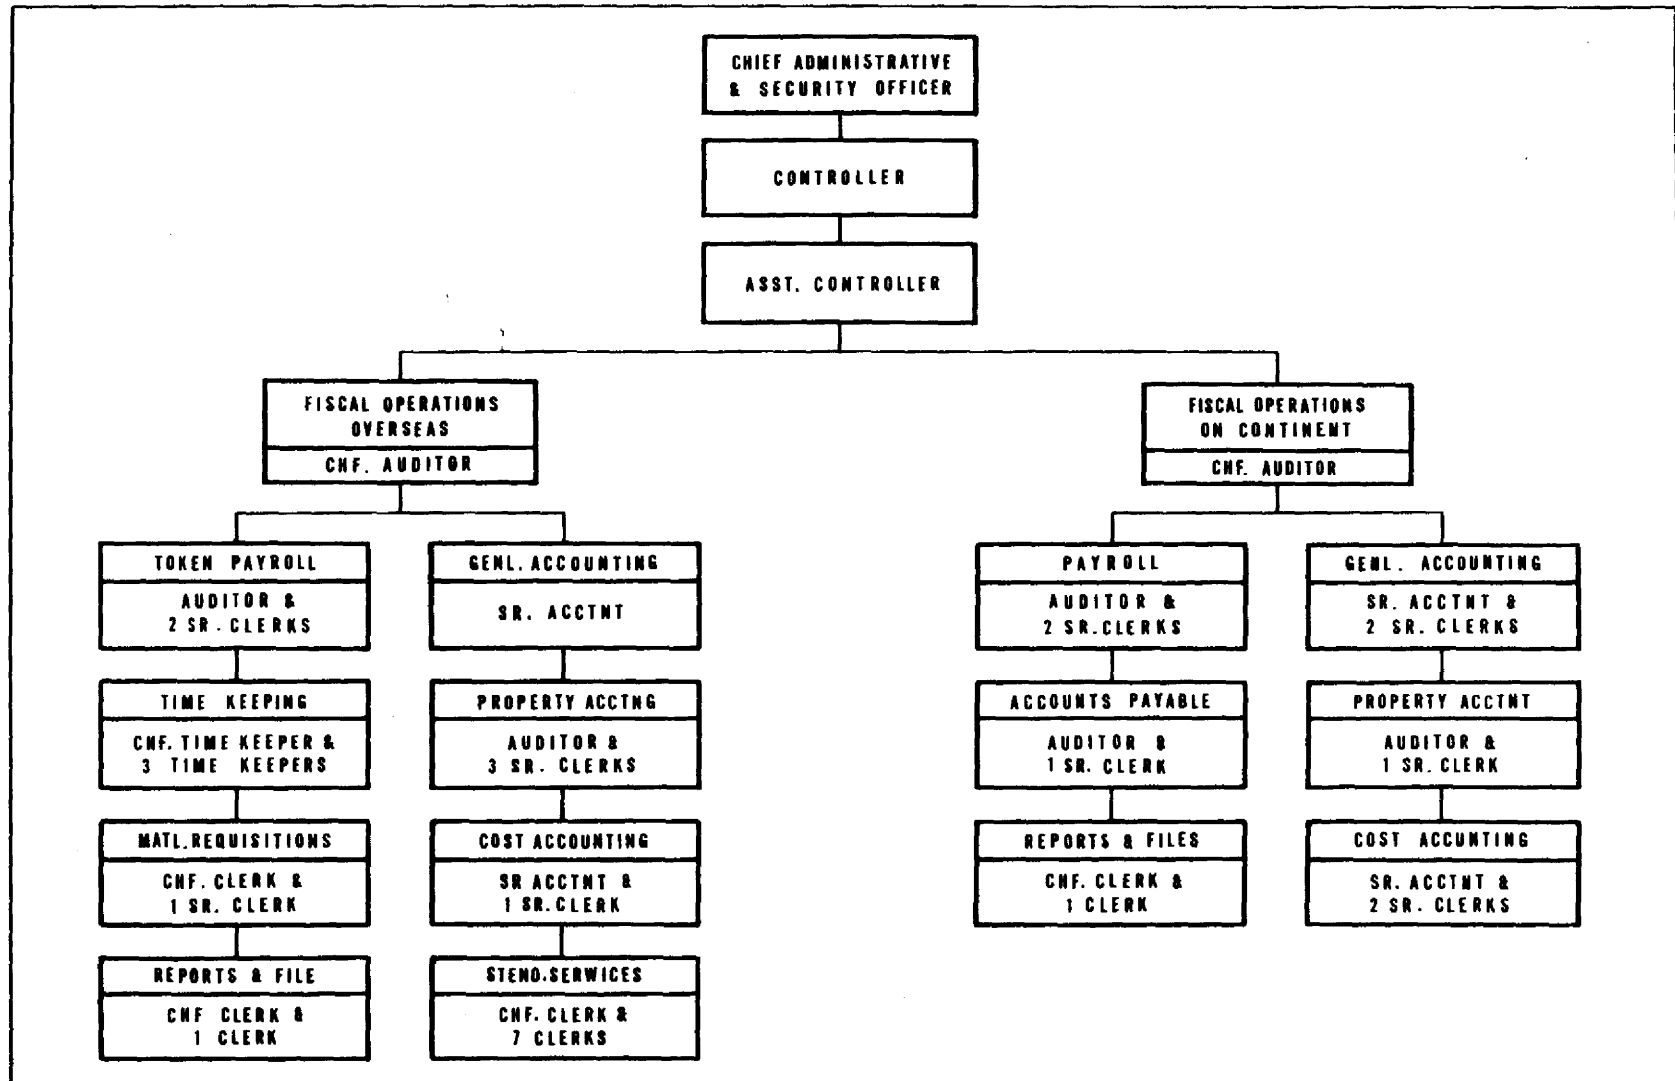 CHIEF ADMINISTRATIVE
& SECURITY OFFICER
CONTROLLER
ASST. CONTROLLER
FISCAL OPERATIONS
OVERSEAS
CHF. AUDITOR
FISCAL OPERATIONS
ON CONTINENT
CHF. AUDITOR
TOKEN PAYROLL
AUDITOR &
2 SR. CLERKS
TIME KEEPING
CHF. TIME KEEPER &
3 TIME KEEPERS
MATL. REQUISITIONS
CHF. CLERK &
1 SR. CLERK
REPORTS & FILE
CHF CLERK &
1 CLERK
GENL. ACCOUNTING
SR. ACCTNT
PROPERTY ACCTNG
AUDITOR &
3 SR. CLERKS
COST ACCOUNTING
SR ACCTNT &
1 SR. CLERK
STENO. SERWICES
CHF. CLERK &
7 CLERKS
PAYROLL
AUDITOR &
2 SR. CLERKS
ACCOUNTS PAYABLE
AUDITOR &
1 SR. CLERK
REPORTS & FILES
CHF. CLERK &
1 CLERK
GENL. ACCOUNTING
SR. ACCTNT &
2 SR. CLERKS
PROPERTY ACCTNT
AUDITOR &
1 SR. CLERK
COST ACCUNTING
SR. ACCTNT &
2 SR. CLERKS